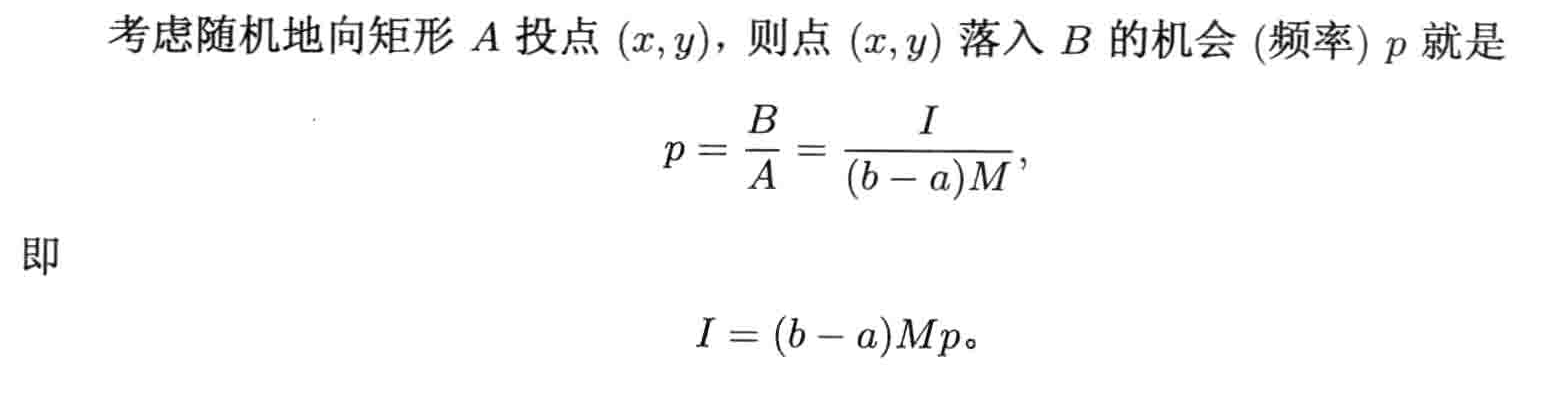 考虑随机地向矩形 A 投点 (x, y)，则点 (x, y) 落入 B 的机会 (频率) p 就是
p = B/A = I/((b − a)M),
即
I = (b − a)Mp。